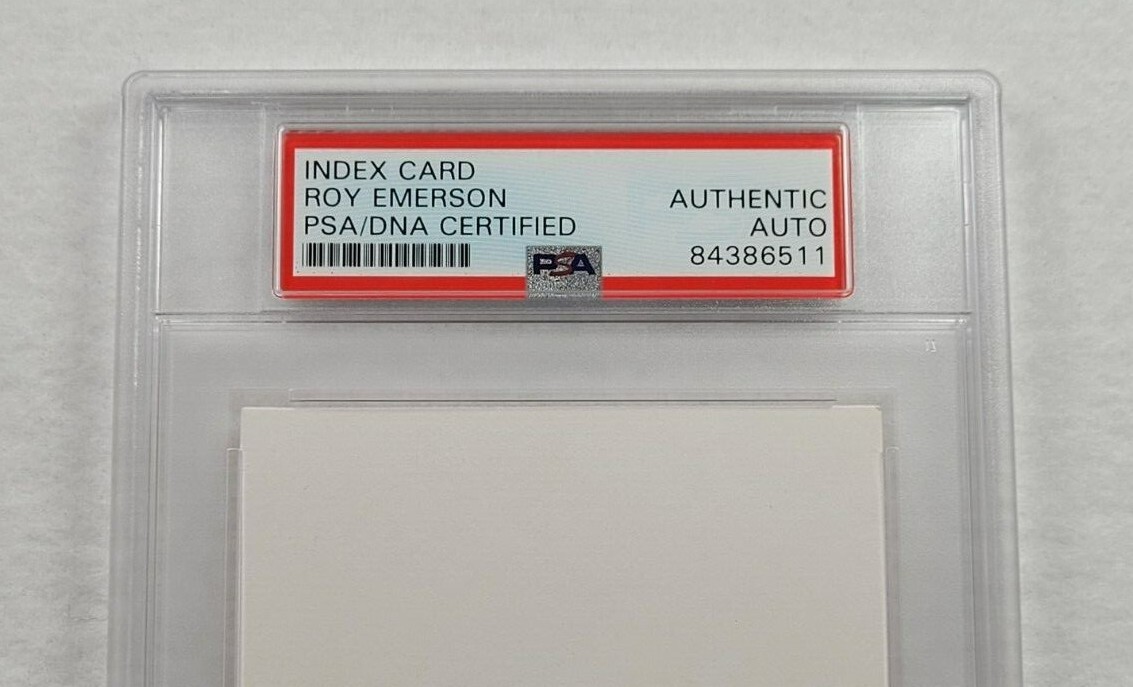 INDEX CARD
ROY EMERSON
PSA/DNA CERTIFIED
AUTHENTIC
AUTO
84386511
PSA